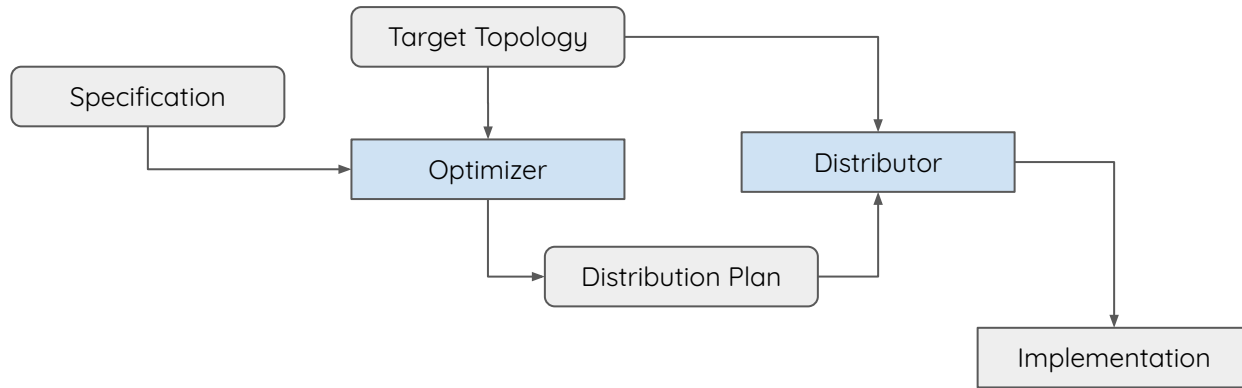 Target Topology
Specification
Optimizer
Distributor
Distribution Plan
Implementation